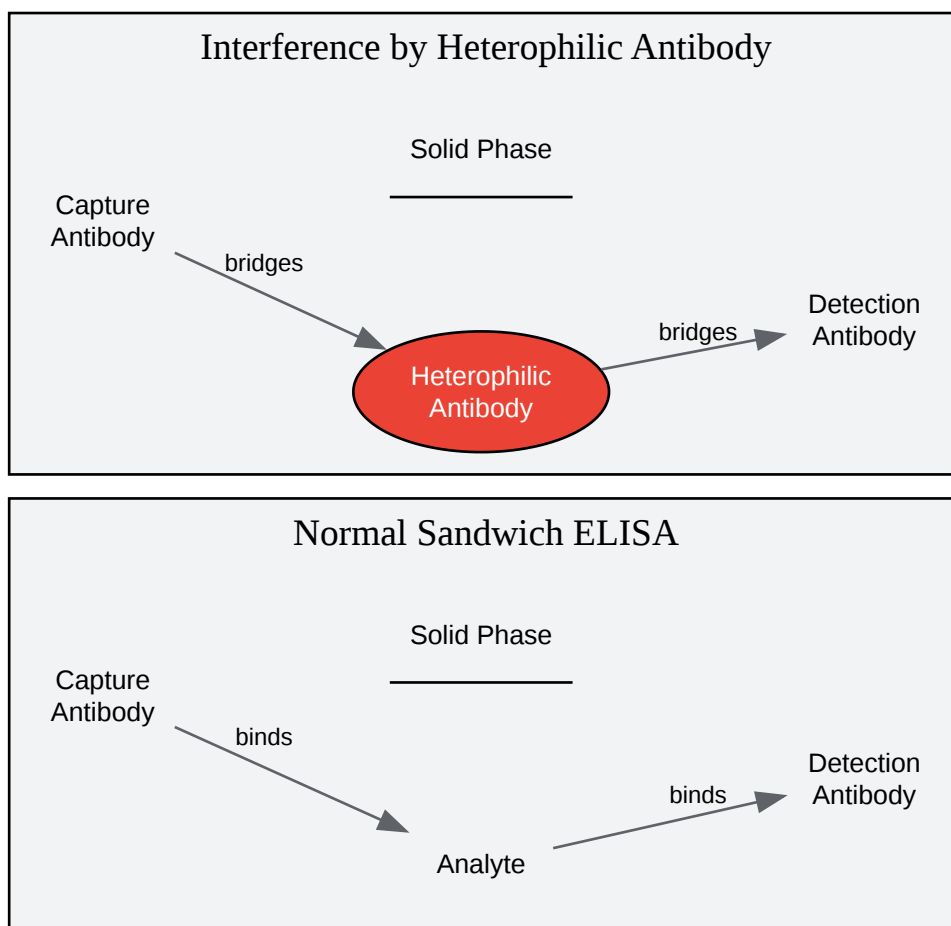 Interference by Heterophilic Antibody
Solid Phase
Capture
Antibody
bridges
Detection
Antibody
bridges
Heterophilic
Antibody
Normal Sandwich ELISA
Solid Phase
Capture
Antibody
binds
Detection
Antibody
binds
Analyte